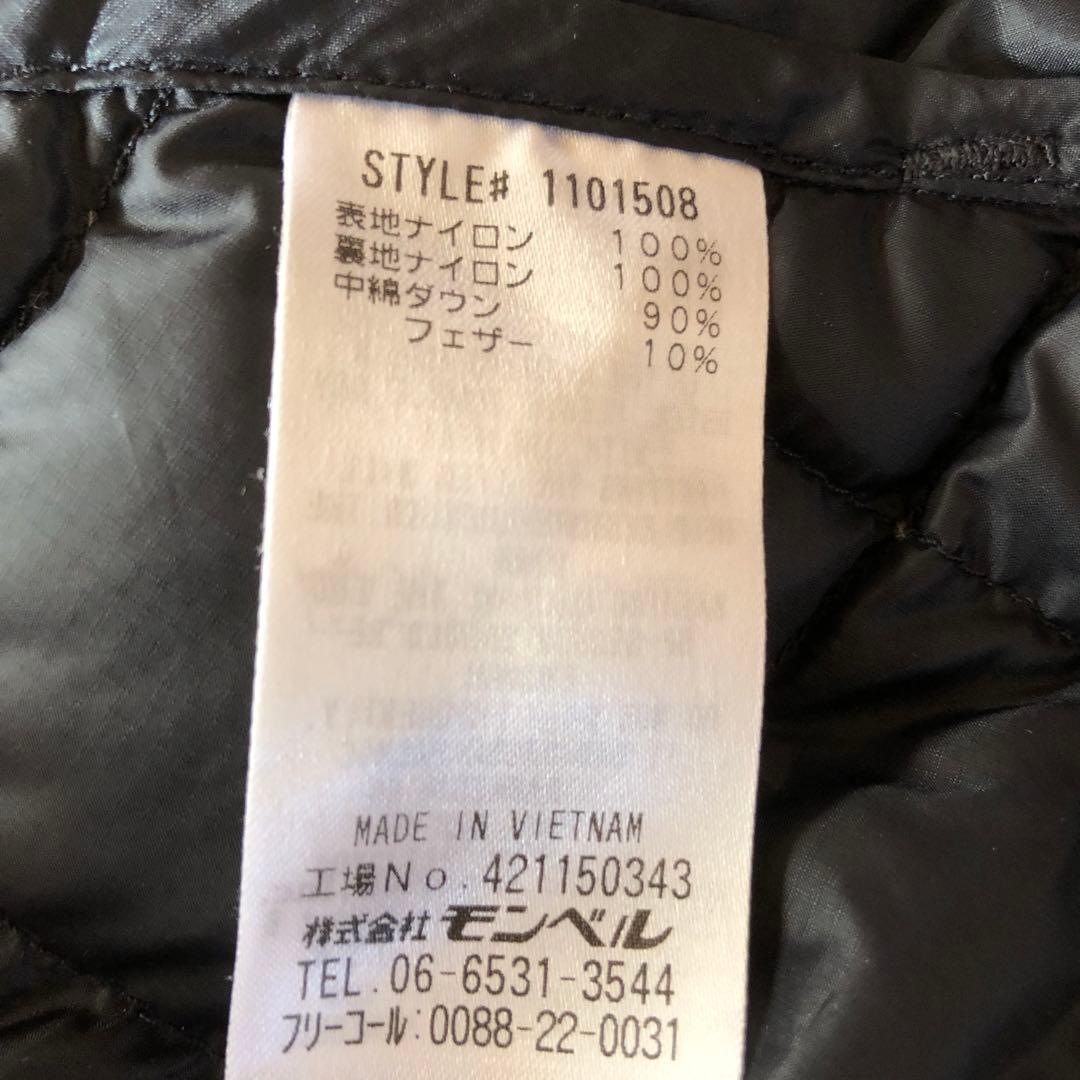 STYLE# 1101508
表地ナイロン 100%
裏地ナイロン 100%
中綿ダウン 90%
フェザー 10%
MADE IN VIETNAM
工場No.421150343
株式会社モンベル
TEL.06-6531-3544
フリーコール:0088-22-0031